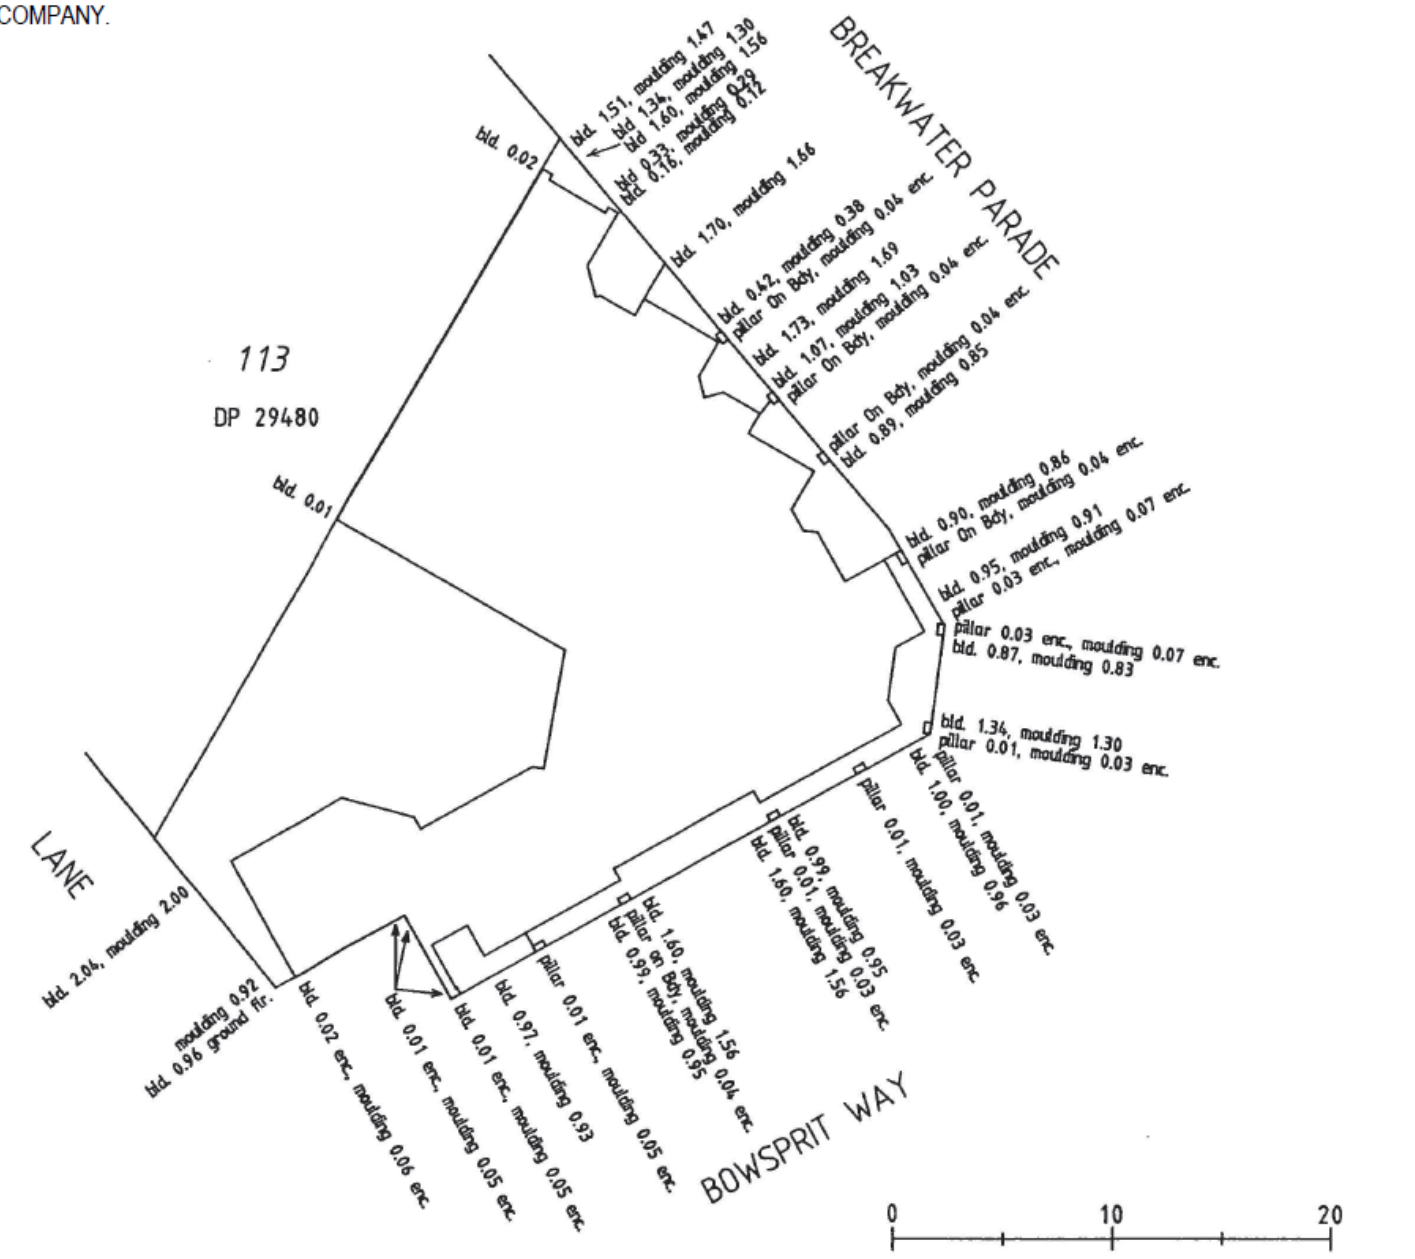 COMPANY.
BREAKWATER PARADE
bld. 1.51, moulding 1.47
bld 1.34, moulding 1.30
bld 1.60, moulding 1.56
bld 0.33, moulding 0.29
bld. 0.16, moulding 0.12
bld. 0.02
bld. 1.70, moulding 1.66
bld. 0.42, moulding 0.38
pillar On Bdy, moulding 0.04 enc.
bld. 1.73, moulding 1.69
bld. 1.07, moulding 1.03
pillar On Bdy, moulding 0.04 enc.
pillar On Bdy, moulding 0.04 enc.
bld. 0.89, moulding 0.85
113
DP 29480
bld. 0.01
bld. 0.90, moulding 0.86
pillar On Bdy, moulding 0.04 enc.
bld. 0.95, moulding 0.91
pillar 0.03 enc., moulding 0.07 enc.
pillar 0.03 enc., moulding 0.07 enc.
bld. 0.87, moulding 0.83
bld. 1.34, moulding 1.30
pillar 0.01, moulding 0.03 enc.
pillar 0.01, moulding 0.03 enc.
bld. 1.00, moulding 0.96
pillar 0.01, moulding 0.03 enc.
bld. 0.99, moulding 0.95
pillar 0.01, moulding 0.03 enc.
bld. 1.60, moulding 1.56
bld. 1.60, moulding 1.56
pillar on Bdy, moulding 0.04 enc.
bld. 0.99, moulding 0.95
pillar 0.01 enc., moulding 0.05 enc.
bld. 0.97, moulding 0.93
bld. 0.01 enc., moulding 0.05 enc.
bld. 0.01 enc., moulding 0.05 enc.
bld. 0.02 enc., moulding 0.06 enc.
LANE
bld. 2.04, moulding 2.00
moulding 0.92
bld. 0.96 ground flr.
BOWSPRIT WAY
0 10 20